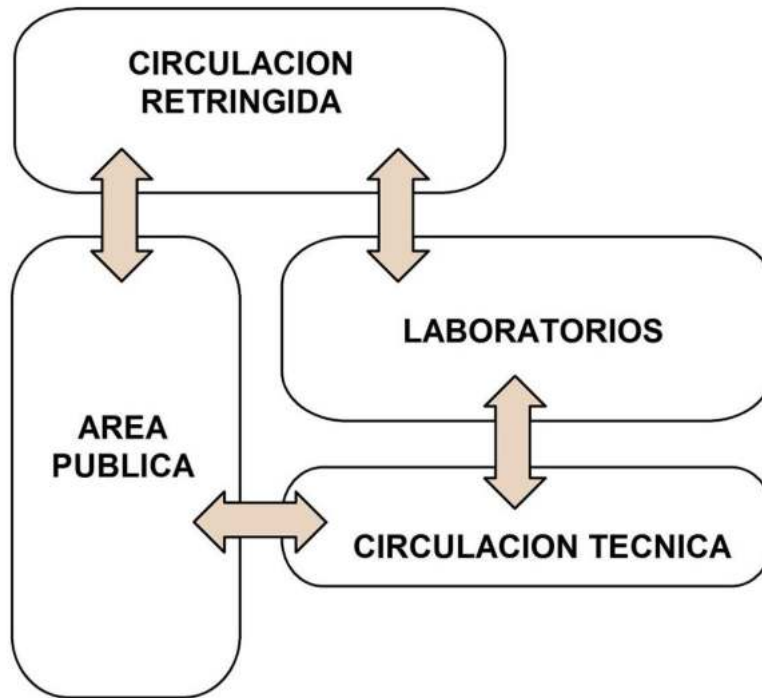 CIRCULACION
RETRINGIDA
LABORATORIOS
AREA
PUBLICA
CIRCULACION TECNICA